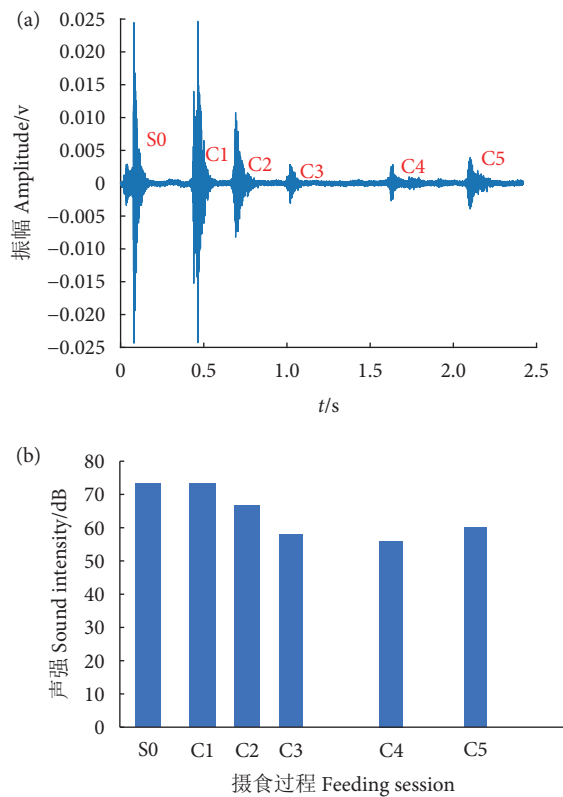 (a)
0.025
0.020
0.015
0.010
0.005
0
−0.005
−0.010
−0.015
−0.020
−0.025
振幅 Amplitude/v
S0
C1
C2
C3
C4
C5
0 0.5 1.0 1.5 2.0 2.5
t/s
(b)
80
70
60
50
40
30
20
10
0
声强 Sound intensity/dB
S0 C1 C2 C3 C4 C5
摄食过程 Feeding session